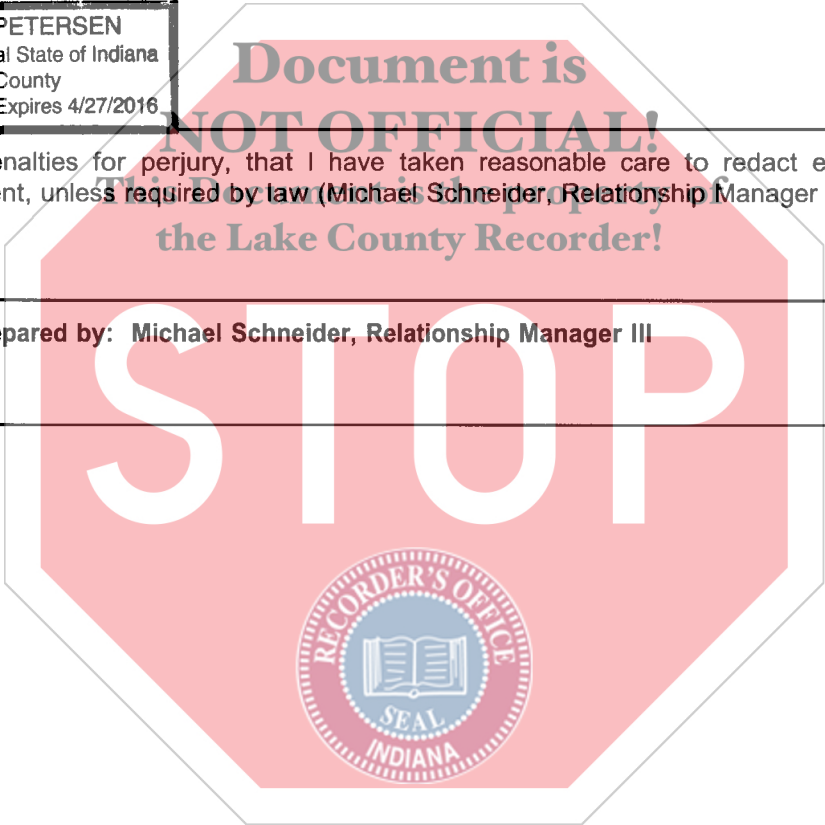 PETERSEN
al State of Indiana
County
Expires 4/27/2016
Document is
NOT OFFICIAL!
enalties for perjury, that I have taken reasonable care to redact e
ent, unless required by law (Michael Schneider, Relationship Manager
This Document is the property of
the Lake County Recorder!
epared by: Michael Schneider, Relationship Manager III
STOP
RECORDER'S OFFICE
SEAL
INDIANA